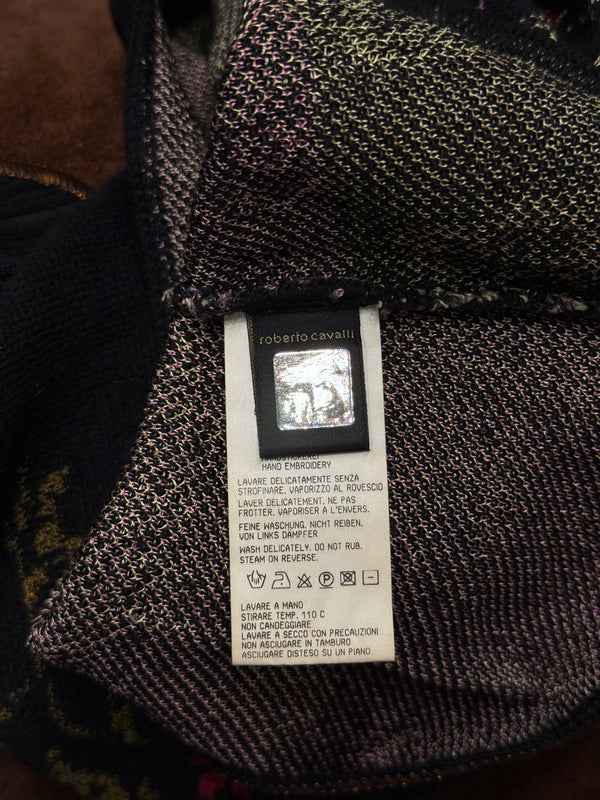 roberto cavalli
HAND EMBROIDERY
LAVARE DELICATAMENTE SENZA
STROFINARE. VAPORIZZO AL ROVESCIO
LAVER DELICATEMENT. NE PAS
FROTTER. VAPORISER A L'ENVERS.
FEINE WASCHUNG. NICHT REIBEN.
VON LINKS DAMPFER
WASH DELICATELY. DO NOT RUB.
STEAM ON REVERSE.
P
LAVARE A MANO
STIRARE TEMP. 110 C
NON CANDEGGIARE
LAVARE A SECCO CON PRECAUZIONI
NON ASCIUGARE IN TAMBURO
ASCIUGARE DISTESO SU UN PIANO